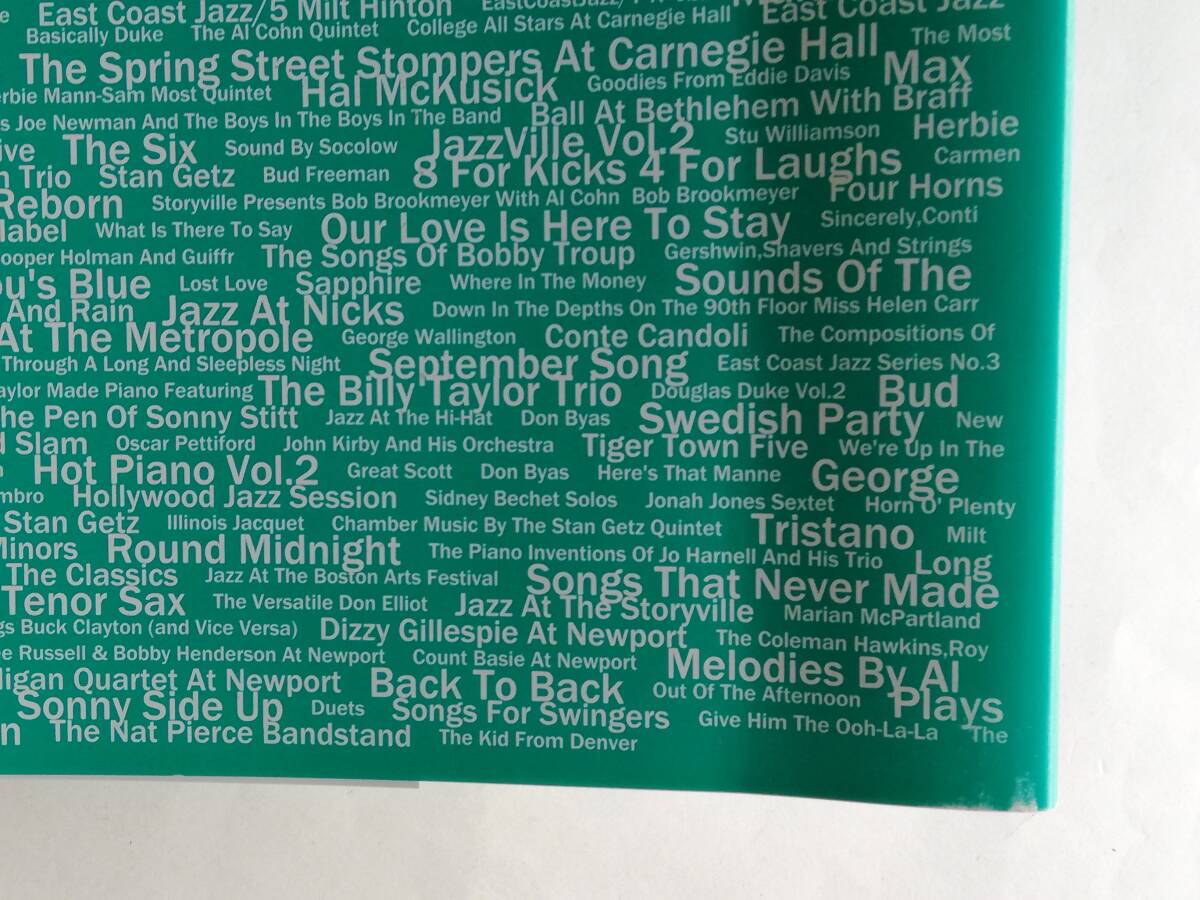 East Coast Jazz/5 Milt Hinton East Coast Jazz
Basically Duke The Al Cohn Quintet College All Stars At Carnegie Hall
The Spring Street Stompers At Carnegie Hall The Most
erbie Mann-Sam Most Quintet Hal McKusick Goodies From Eddie Davis Max
s Joe Newman And The Boys In The Boys In The Band Ball At Bethlehem With Braff
ive The Six Sound By Socolow JazzVille Vol.2 Stu Williamson Herbie
n Trio Stan Getz Bud Freeman 8 For Kicks 4 For Laughs Carmen
Reborn Storyville Presents Bob Brookmeyer With Al Cohn Bob Brookmeyer Four Horns
Mabel What Is There To Say Our Love Is Here To Stay Sincerely,Conti
ooper Holman And Guiffr The Songs Of Bobby Troup Gershwin,Shavers And Strings
ou's Blue Lost Love Sapphire Where In The Money Sounds Of The
And Rain Jazz At Nicks Down In The Depths On The 90th Floor Miss Helen Carr
At The Metropole George Wallington Conte Candoli The Compositions Of
Through A Long And Sleepless Night September Song East Coast Jazz Series No.3
aylor Made Piano Featuring The Billy Taylor Trio Douglas Duke Vol.2 Bud
he Pen Of Sonny Stitt Jazz At The Hi-Hat Don Byas Swedish Party New
d Slam Oscar Pettiford John Kirby And His Orchestra Tiger Town Five We're Up In The
Hot Piano Vol.2 Great Scott Don Byas Here's That Manne George
mbro Hollywood Jazz Session Sidney Bechet Solos Jonah Jones Sextet Horn O' Plenty
Stan Getz Illinois Jacquet Chamber Music By The Stan Getz Quintet Tristano Milt
Minors Round Midnight The Piano Inventions Of Jo Harnell And His Trio Long
The Classics Jazz At The Boston Arts Festival Songs That Never Made
Tenor Sax The Versatile Don Elliot Jazz At The Storyville Marian McPartland
gs Buck Clayton (and Vice Versa) Dizzy Gillespie At Newport The Coleman Hawkins,Roy
e Russell & Bobby Henderson At Newport Count Basie At Newport Melodies By Al
ligan Quartet At Newport Back To Back Out Of The Afternoon Plays
Sonny Side Up Duets Songs For Swingers Give Him The Ooh-La-La The
n The Nat Pierce Bandstand The Kid From Denver